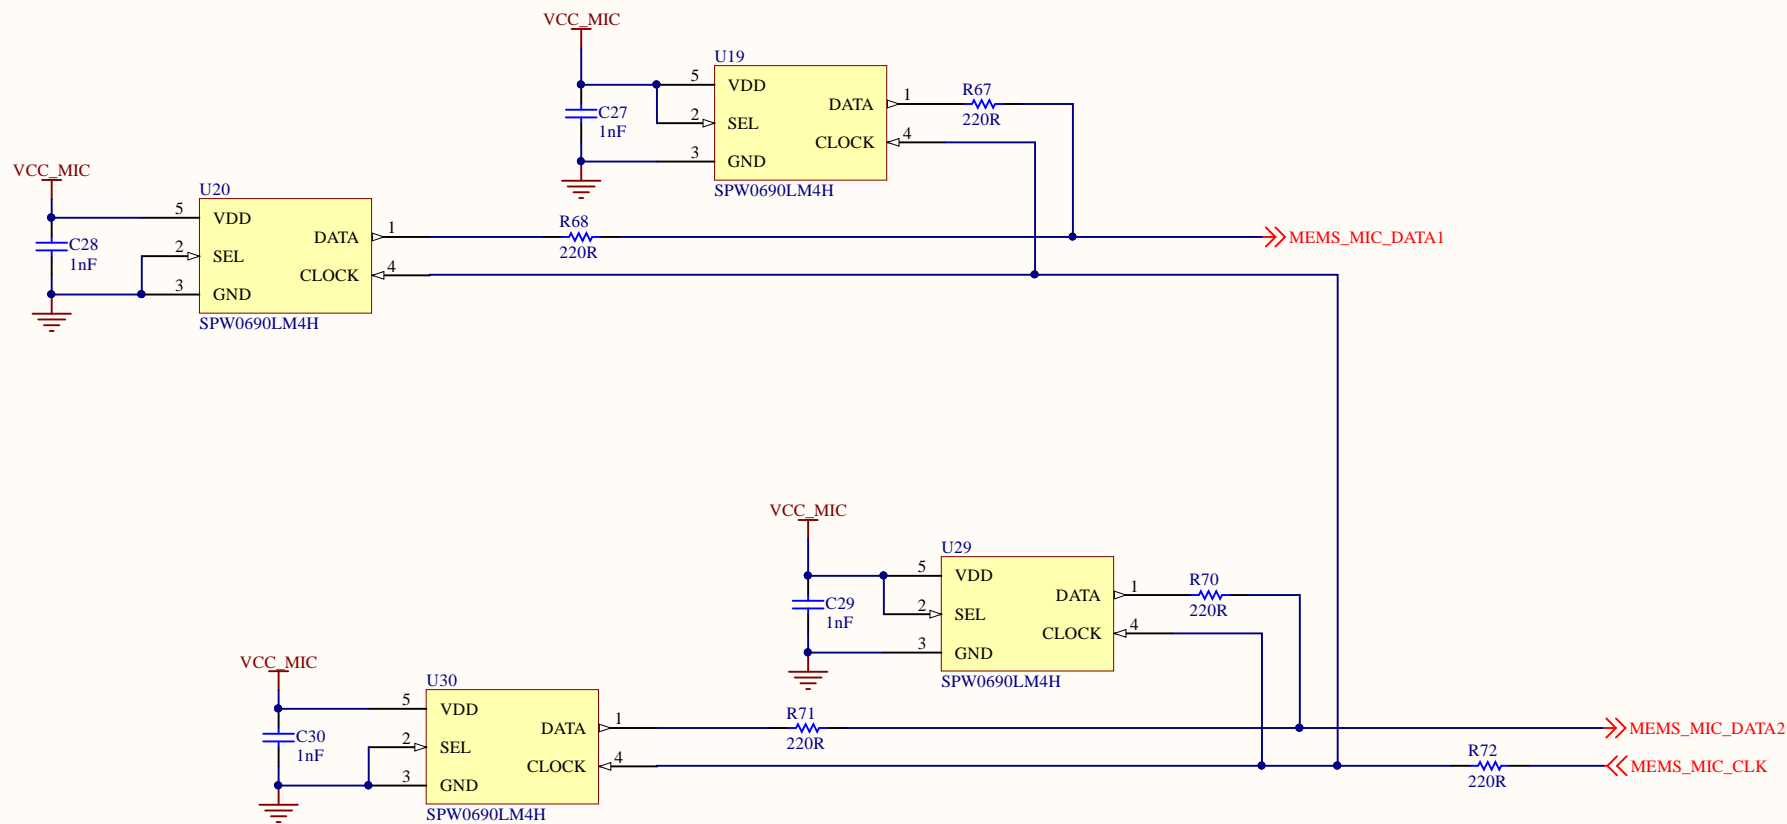 VCC_MIC
U19
5 VDD
DATA 1
R67
220R
C27
1nF
2 SEL
CLOCK 4
3 GND
SPW0690LM4H
VCC_MIC
U20
5 VDD
DATA 1
R68
220R
MEMS_MIC_DATA1
C28
1nF
2 SEL
CLOCK 4
3 GND
SPW0690LM4H
VCC_MIC
U29
5 VDD
DATA 1
R70
220R
C29
1nF
2 SEL
CLOCK 4
3 GND
SPW0690LM4H
VCC_MIC
U30
5 VDD
DATA 1
R71
220R
MEMS_MIC_DATA2
C30
1nF
2 SEL
CLOCK 4
R72
220R
MEMS_MIC_CLK
3 GND
SPW0690LM4H